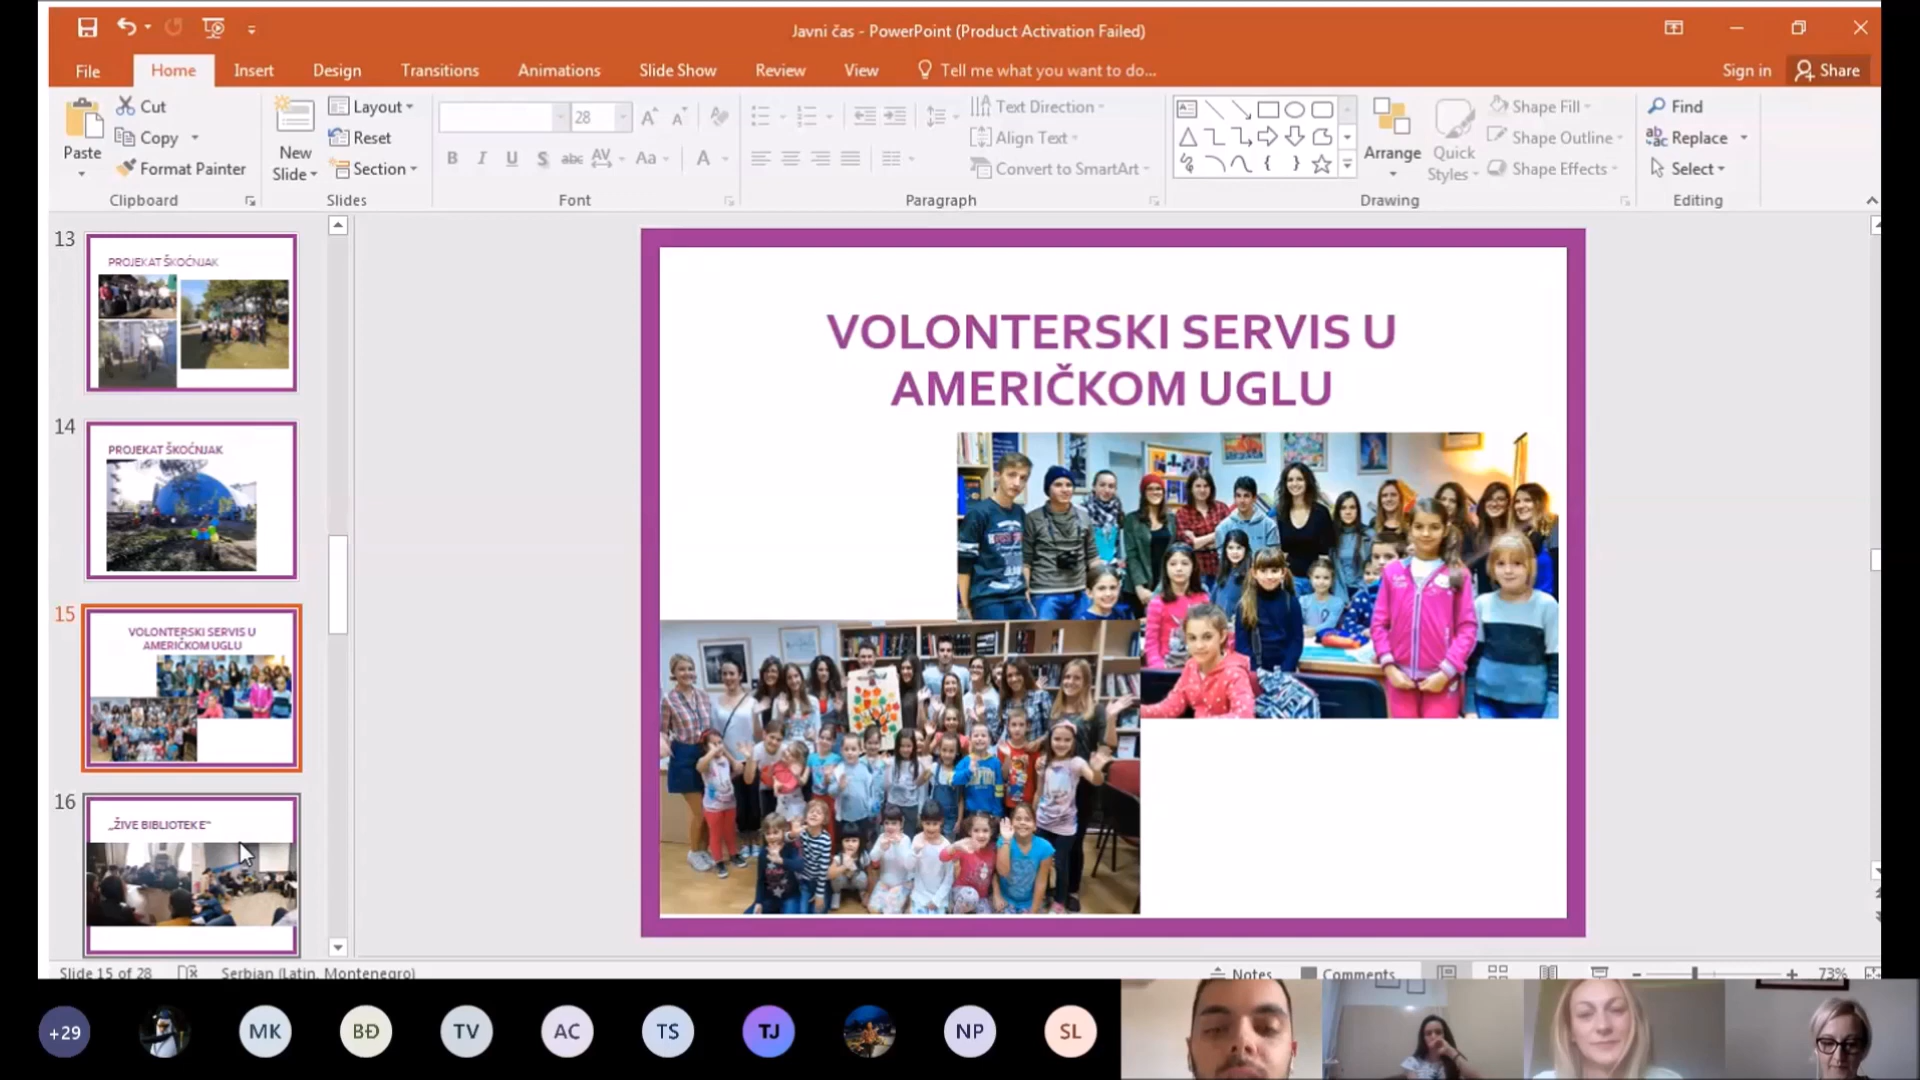 Javni čas - PowerPoint (Product Activation Failed)
File Home Insert Design Transitions Animations Slide Show Review View Tell me what you want to do... Sign in Share
Paste
Cut
Copy
Format Painter
Clipboard
New
Slide
Layout
Reset
Section
Slides
28
B I U S abc AV Aa A
Font
Text Direction
Align Text
Convert to SmartArt
Paragraph
Arrange
Quick
Styles
Shape Fill
Shape Outline
Shape Effects
Drawing
Find
Replace
Select
Editing
13
PROJEKAT ŠKOĆNJAK
14
PROJEKAT ŠKOĆNJAK
15
VOLONTERSKI SERVIS U
AMERIČKOM UGLU
16
„ŽIVE BIBLIOTEKE“
VOLONTERSKI SERVIS U
AMERIČKOM UGLU
Slide 15 of 28 Serbian (Latin, Montenegro) Notes Comments 73%
+29 MK BĐ TV AC TS TJ NP SL